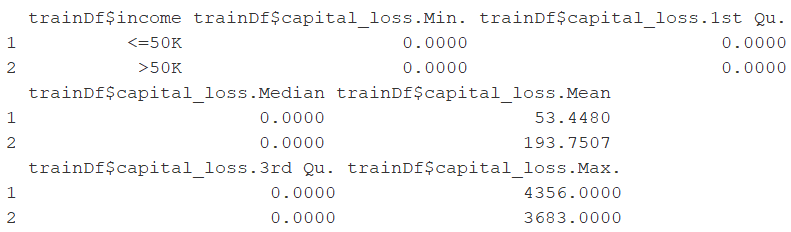 trainDf$income trainDf$capital_loss.Min. trainDf$capital_loss.1st Qu.
1 <=50K 0.0000 0.0000
2 >50K 0.0000 0.0000
trainDf$capital_loss.Median trainDf$capital_loss.Mean
1 0.0000 53.4480
2 0.0000 193.7507
trainDf$capital_loss.3rd Qu. trainDf$capital_loss.Max.
1 0.0000 4356.0000
2 0.0000 3683.0000